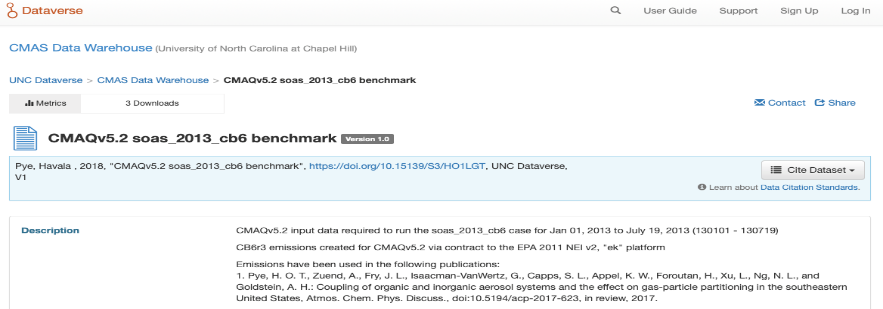 Dataverse
User Guide Support Sign Up Log In
CMAS Data Warehouse (University of North Carolina at Chapel Hill)
UNC Dataverse > CMAS Data Warehouse > CMAQv5.2 soas_2013_cb6 benchmark
Metrics 3 Downloads Contact Share
CMAQv5.2 soas_2013_cb6 benchmark Version 1.0
Pye, Havala , 2018, "CMAQv5.2 soas_2013_cb6 benchmark", https://doi.org/10.15139/S3/HO1LGT, UNC Dataverse,
V1
Cite Dataset
Learn about Data Citation Standards.
Description
CMAQv5.2 input data required to run the soas_2013_cb6 case for Jan 01, 2013 to July 19, 2013 (130101 - 130719)
CB6r3 emissions created for CMAQv5.2 via contract to the EPA 2011 NEI v2, "ek" platform
Emissions have been used in the following publications:
1. Pye, H. O. T., Zuend, A., Fry, J. L., Isaacman-VanWertz, G., Capps, S. L., Appel, K. W., Foroutan, H., Xu, L., Ng, N. L., and
Goldstein, A. H.: Coupling of organic and inorganic aerosol systems and the effect on gas-particle partitioning in the southeastern
United States, Atmos. Chem. Phys. Discuss., doi:10.5194/acp-2017-623, in review, 2017.